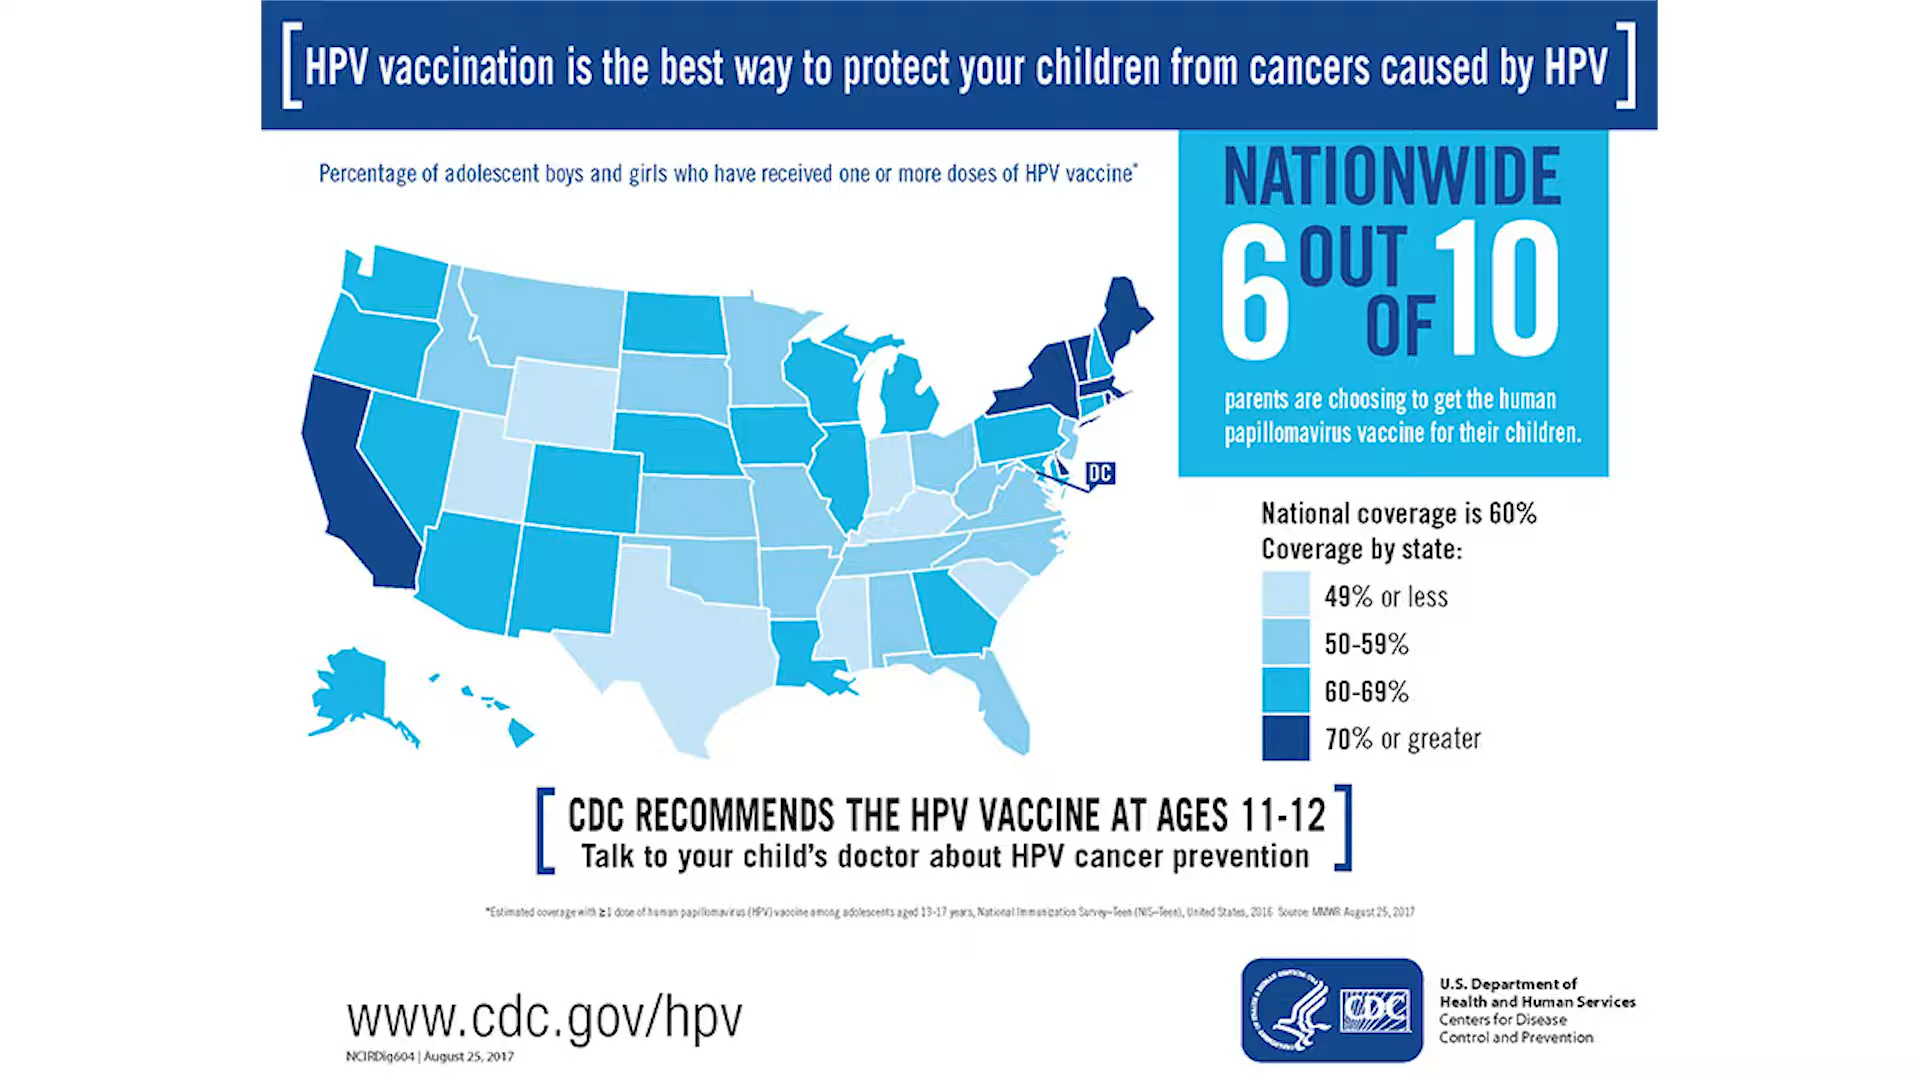 HPV vaccination is the best way to protect your children from cancers caused by HPV
Percentage of adolescent boys and girls who have received one or more doses of HPV vaccine*
NATIONWIDE
6 OUT OF 10
parents are choosing to get the human
papillomavirus vaccine for their children.
DC
National coverage is 60%
Coverage by state:
49% or less
50-59%
60-69%
70% or greater
CDC RECOMMENDS THE HPV VACCINE AT AGES 11-12
Talk to your child's doctor about HPV cancer prevention
*Estimated coverage with ≥1 dose of human papillomavirus (HPV) vaccine among adolescents aged 13-17 years, National Immunization Survey–Teen (NIS–Teen), United States, 2016 Source: MMWR August 25, 2017
www.cdc.gov/hpv
NCIRDig604 | August 25, 2017
CDC
U.S. Department of
Health and Human Services
Centers for Disease
Control and Prevention